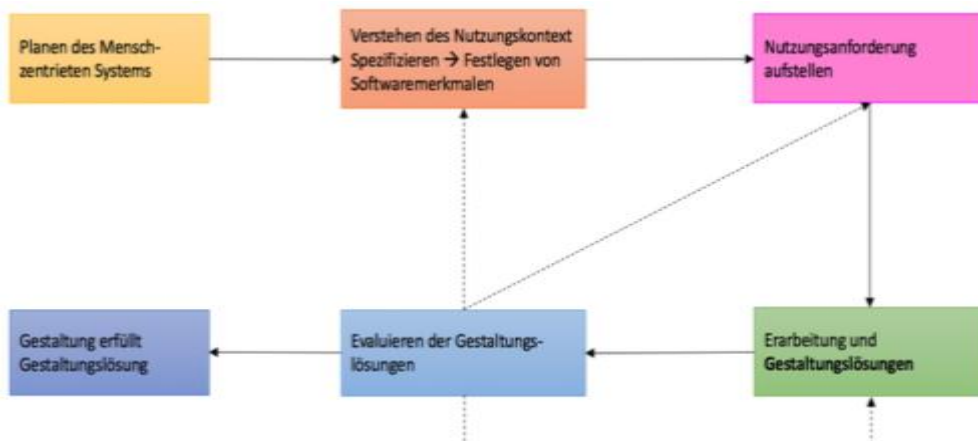 Planen des Mensch-
zentrieten Systems
Verstehen des Nutzungskontext
Spezifizieren → Festlegen von
Softwaremerkmalen
Nutzungsanforderung
aufstellen
Gestaltung erfüllt
Gestaltungslösung
Evaluieren der Gestaltungs-
lösungen
Erarbeitung und
Gestaltungslösungen